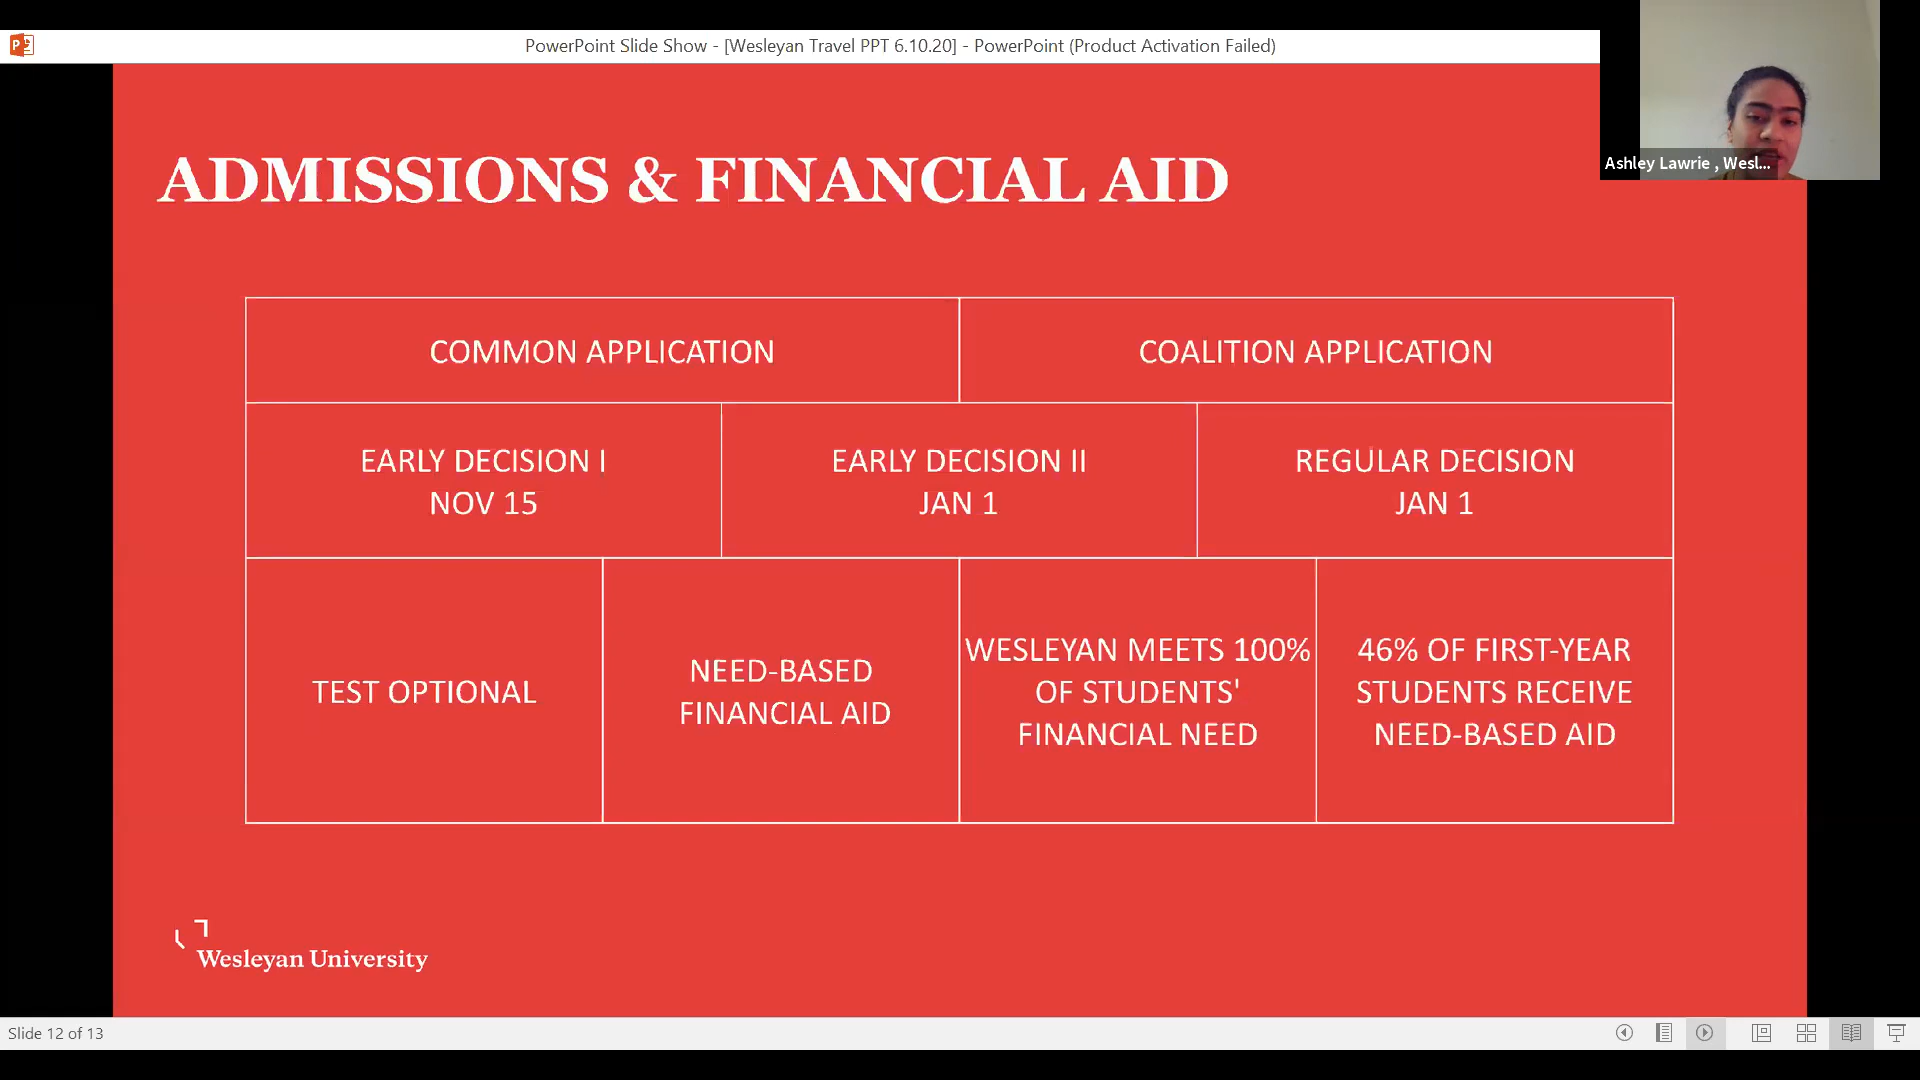 PowerPoint Slide Show - [Wesleyan Travel PPT 6.10.20] - PowerPoint (Product Activation Failed)
Ashley Lawrie , Wesl...
ADMISSIONS & FINANCIAL AID
COMMON APPLICATION
COALITION APPLICATION
EARLY DECISION I
NOV 15
EARLY DECISION II
JAN 1
REGULAR DECISION
JAN 1
TEST OPTIONAL
NEED-BASED
FINANCIAL AID
WESLEYAN MEETS 100%
OF STUDENTS'
FINANCIAL NEED
46% OF FIRST-YEAR
STUDENTS RECEIVE
NEED-BASED AID
Wesleyan University
Slide 12 of 13